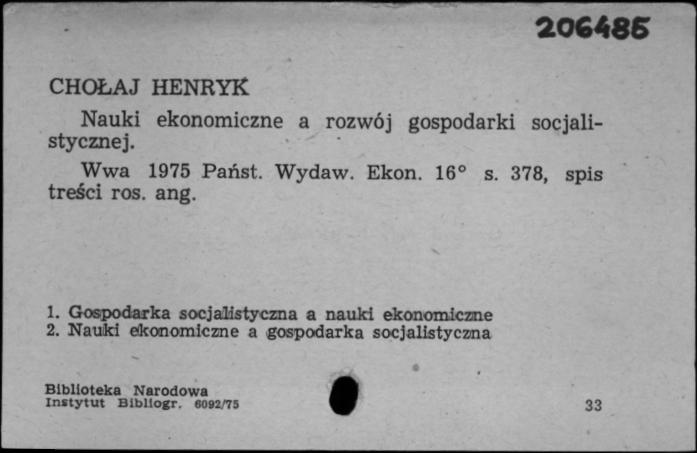 206485
CHOŁAJ HENRYK
Nauki ekonomiczne a rozwój gospodarki socjali-
stycznej.
Wwa 1975 Państ. Wydaw. Ekon. 16° s. 378, spis
treści ros. ang.
1. Gospodarka socjalistyczna a nauki ekonomiczne
2. Nauki ekonomiczne a gospodarka socjalistyczna
Biblioteka Narodowa
Instytut Bibliogr. 6092/75
33